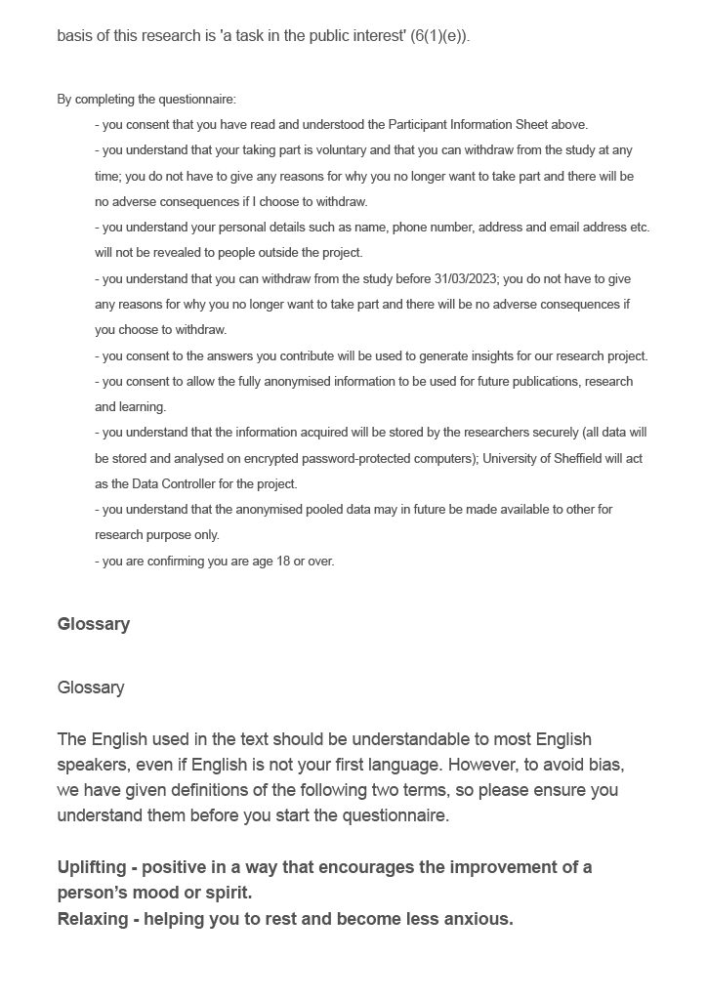 basis of this research is 'a task in the public interest' (6(1)(e)).
By completing the questionnaire:
- you consent that you have read and understood the Participant Information Sheet above.
- you understand that your taking part is voluntary and that you can withdraw from the study at any
time; you do not have to give any reasons for why you no longer want to take part and there will be
no adverse consequences if I choose to withdraw.
- you understand your personal details such as name, phone number, address and email address etc.
will not be revealed to people outside the project.
- you understand that you can withdraw from the study before 31/03/2023; you do not have to give
any reasons for why you no longer want to take part and there will be no adverse consequences if
you choose to withdraw.
- you consent to the answers you contribute will be used to generate insights for our research project.
- you consent to allow the fully anonymised information to be used for future publications, research
and learning.
- you understand that the information acquired will be stored by the researchers securely (all data will
be stored and analysed on encrypted password-protected computers); University of Sheffield will act
as the Data Controller for the project.
- you understand that the anonymised pooled data may in future be made available to other for
research purpose only.
- you are confirming you are age 18 or over.
Glossary
Glossary
The English used in the text should be understandable to most English
speakers, even if English is not your first language. However, to avoid bias,
we have given definitions of the following two terms, so please ensure you
understand them before you start the questionnaire.
Uplifting - positive in a way that encourages the improvement of a
person’s mood or spirit.
Relaxing - helping you to rest and become less anxious.